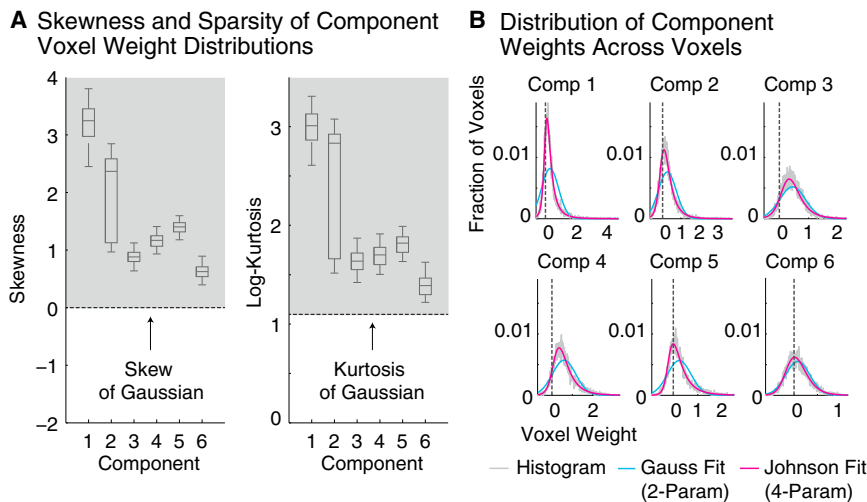 A Skewness and Sparsity of Component
Voxel Weight Distributions
4
3
2
1
0
−1
−2
Skewness
Skew
of Gaussian
1 2 3 4 5 6
Component
3
2
1
0
Log-Kurtosis
Kurtosis
of Gaussian
1 2 3 4 5 6
Component
B Distribution of Component
Weights Across Voxels
Fraction of Voxels
Comp 1
0.01
0
0 2 4
Comp 2
0.01
0
0 1 2 3
Comp 3
0.01
0
0 1 2
Comp 4
0.01
0
0 2
Comp 5
0.01
0
0 1 2
Comp 6
0.01
0
0 1
Voxel Weight
Histogram
Gauss Fit
(2-Param)
Johnson Fit
(4-Param)